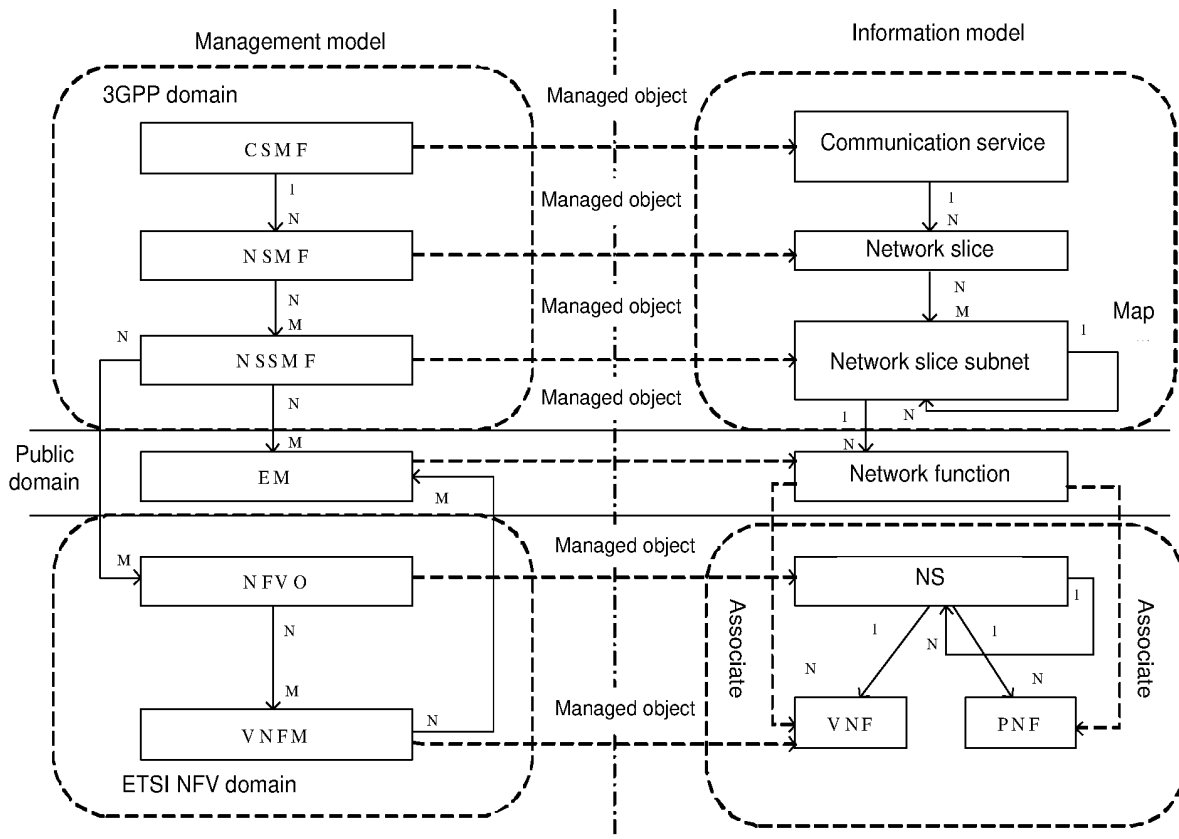 Management model
Information model
3GPP domain
Managed object
CSMF
Communication service
1
N
Managed object
1
N
NSMF
Network slice
N
M
Managed object
N
M
Map
N
NSSMF
Network slice subnet
1
N
Managed object
1
N
M
N
Public
domain
EM
Network function
M
Managed object
M
NFVO
NS
1
N
1
N
1
Associate
Associate
M
N
N
N
Managed object
VNFM
VNF
PNF
ETSI NFV domain